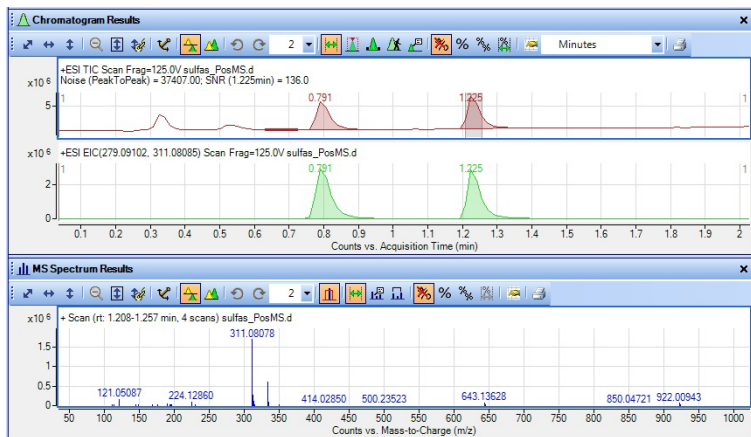 Chromatogram Results
2 Minutes
+ESI TIC Scan Frag=125.0V sulfas_PosMS.d
Noise (PeakToPeak) = 37407.00; SNR (1.225min) = 136.0
x10 6
1 0.791 1.225 1
5
x10 6
+ESI EIC(279.09102, 311.08085) Scan Frag=125.0V sulfas_PosMS.d
1 0.791 1.225 1
2
0
0.1 0.2 0.3 0.4 0.5 0.6 0.7 0.8 0.9 1 1.1 1.2 1.3 1.4 1.5 1.6 1.7 1.8 1.9 2
Counts vs. Acquisition Time (min)
MS Spectrum Results
2
x10 6
+ Scan (rt: 1.208-1.257 min, 4 scans) sulfas_PosMS.d
311.08078
1.5
1
0.5
121.05087 224.12860 414.02850 500.23523 643.13628 850.04721 922.00943
0
50 100 150 200 250 300 350 400 450 500 550 600 650 700 750 800 850 900 950 1000
Counts vs. Mass-to-Charge (m/z)